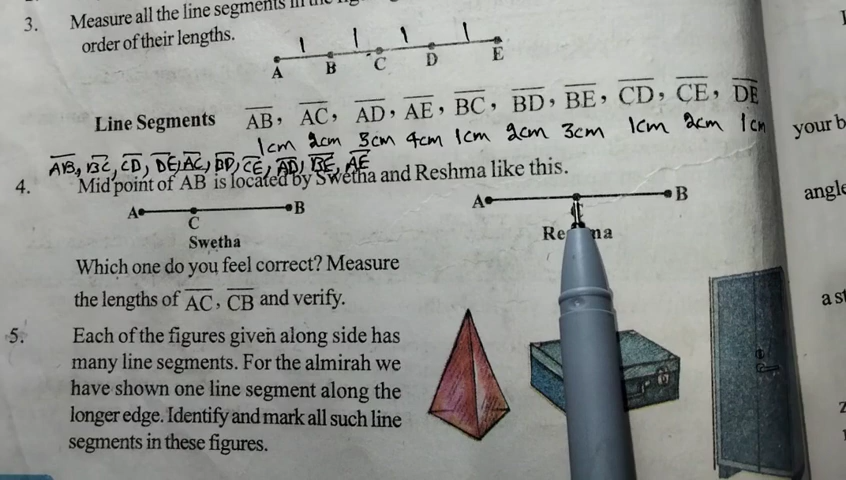 3. Measure all the line segments in the
order of their lengths.
1 1 1 1
A B C D E
Line Segments AB, AC, AD, AE, BC, BD, BE, CD, CE, DE
1cm 2cm 3cm 4cm 1cm 2cm 3cm 1cm 2cm 1cm
AB, BC, CD, DE, AC, BD, CE, AD, BE, AE
4. Mid point of AB is located by Swetha and Reshma like this.
A C B
A B
Swetha
Which one do you feel correct? Measure
the lengths of AC, CB and verify.
5. Each of the figures given along side has
many line segments. For the almirah we
have shown one line segment along the
longer edge. Identify and mark all such line
segments in these figures.
your b
angle
a st